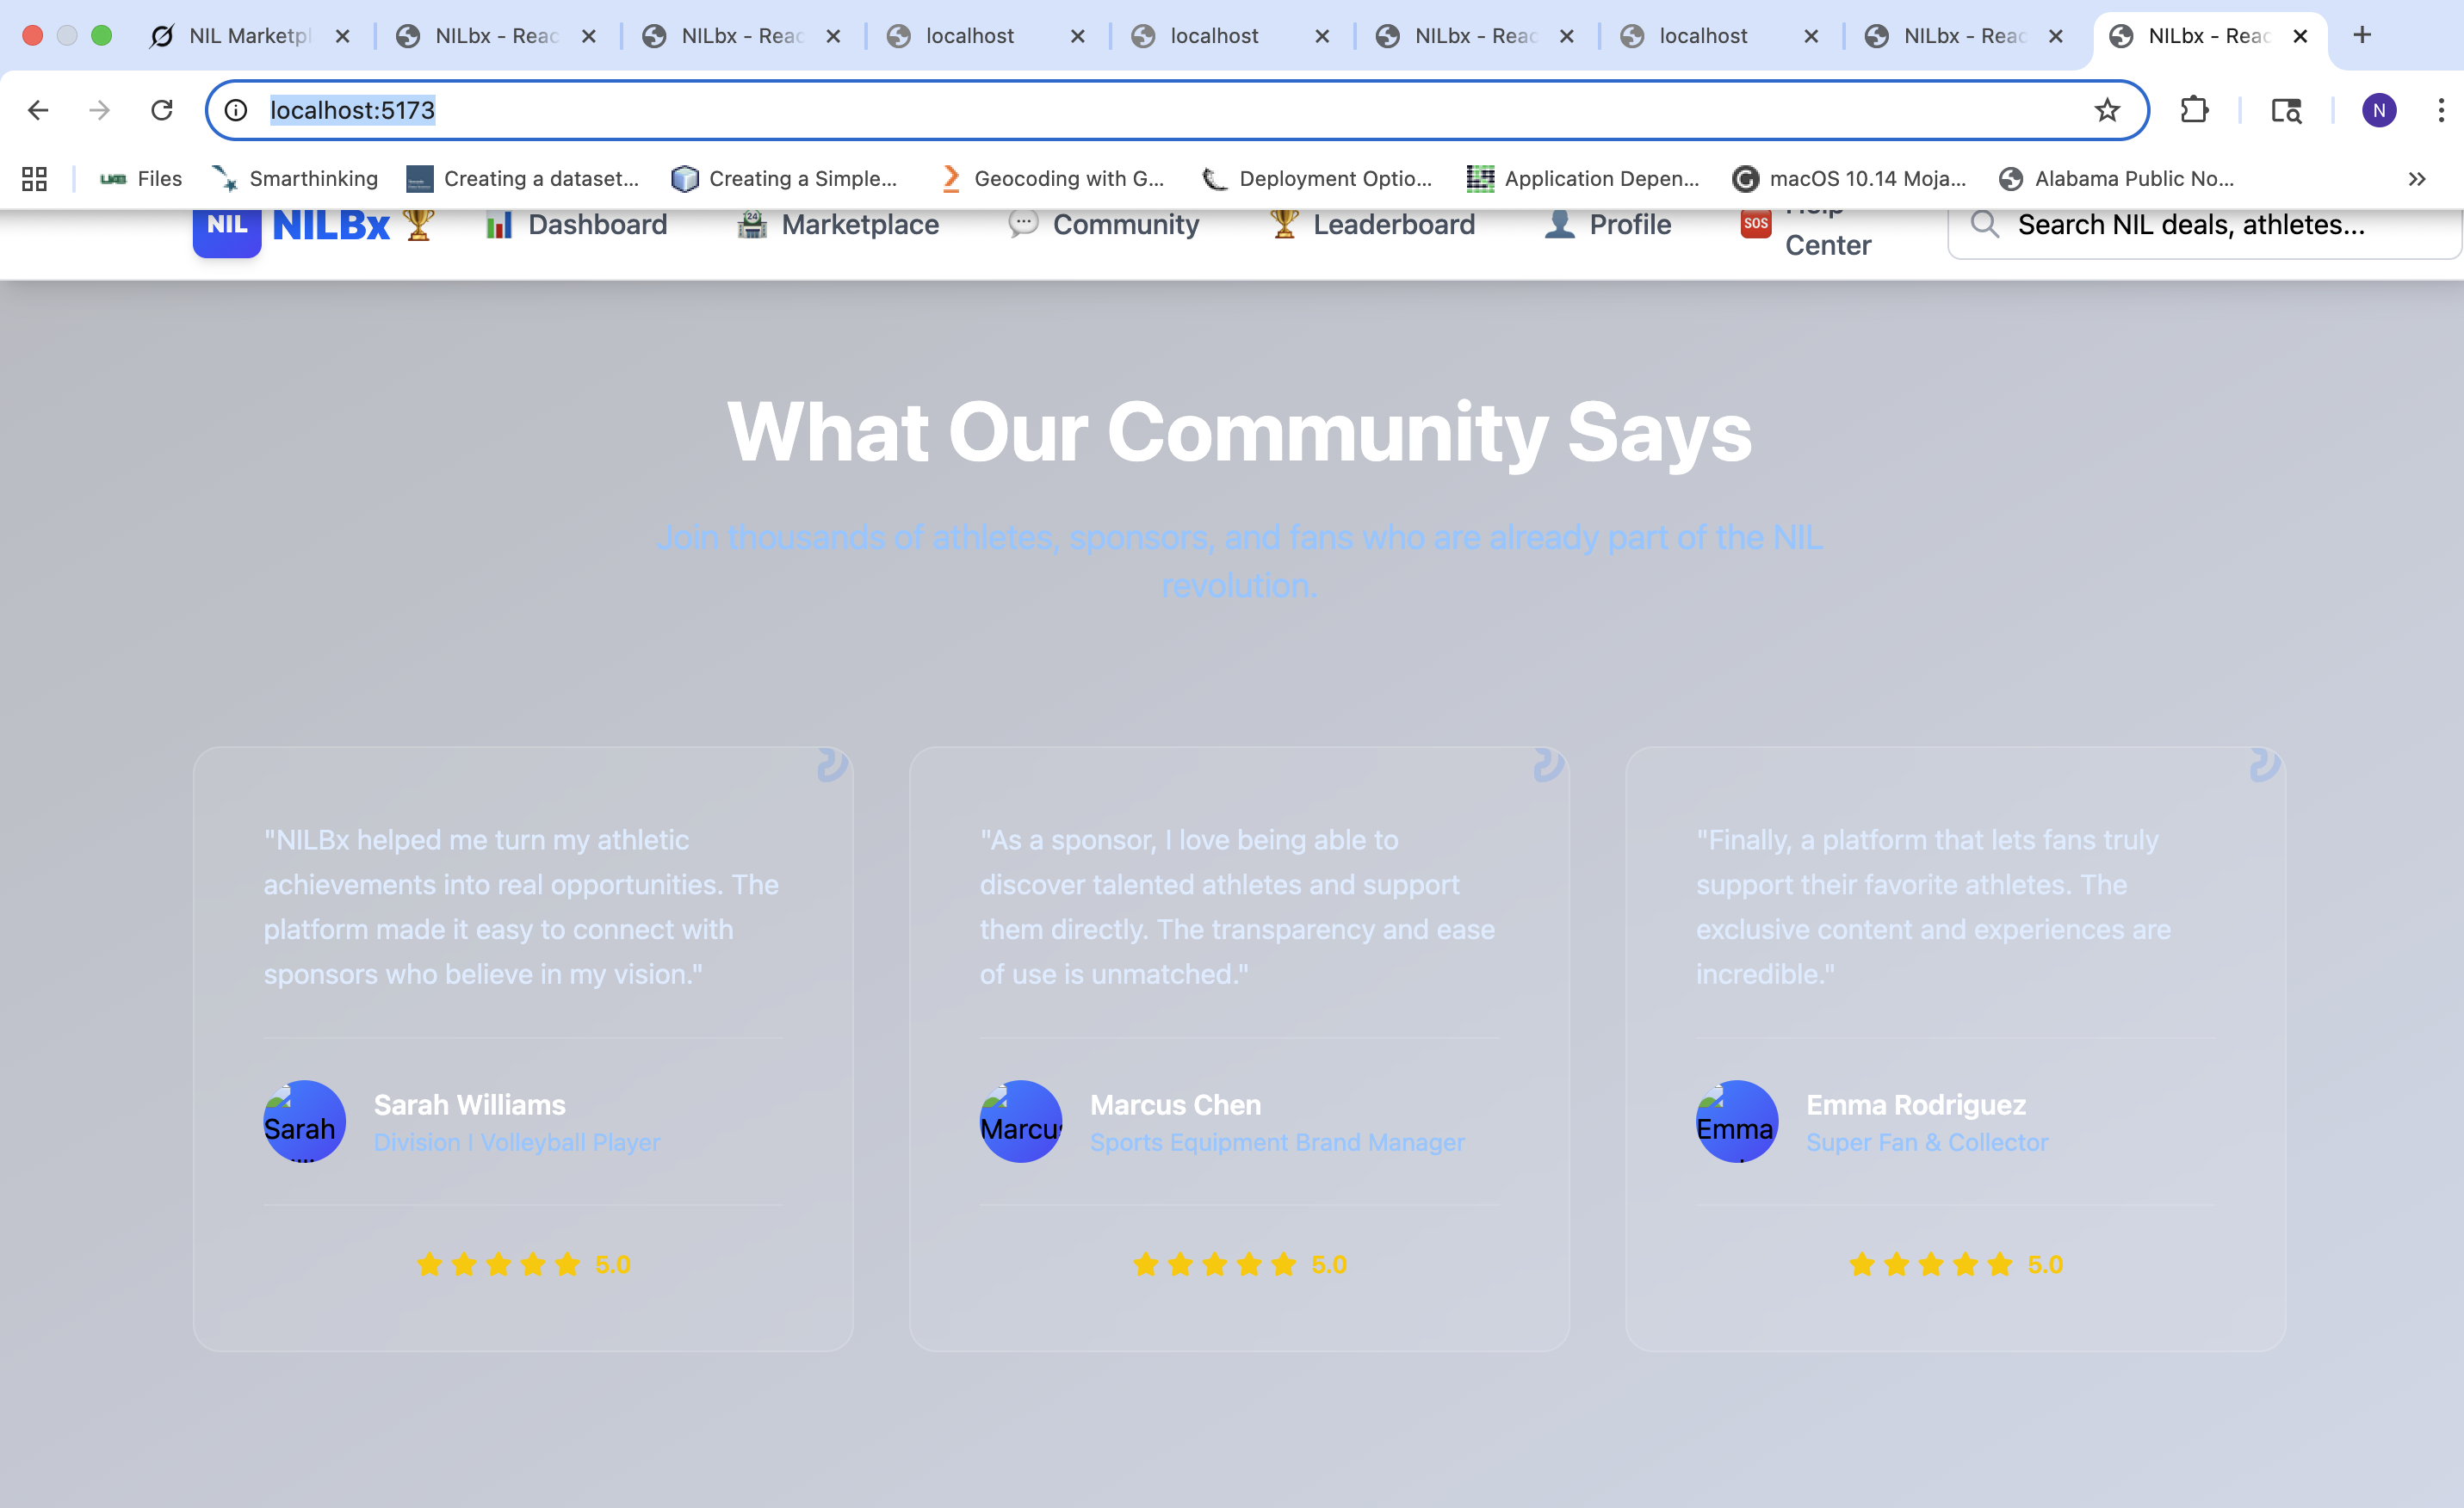 NIL Marketpl
NILbx - Reac
NILbx - Reac
localhost
localhost
NILbx - Reac
localhost
NILbx - Reac
NILbx - Reac
localhost:5173
N
Files
Smarthinking
Creating a dataset...
Creating a Simple...
Geocoding with G...
Deployment Optio...
Application Depen...
macOS 10.14 Moja...
Alabama Public No...
NIL NILBx
Dashboard
24
Marketplace
Community
Leaderboard
Profile
SOS
Help
Center
Search NIL deals, athletes...
What Our Community Says
Join thousands of athletes, sponsors, and fans who are already part of the NIL
revolution.
"NILBx helped me turn my athletic
achievements into real opportunities. The
platform made it easy to connect with
sponsors who believe in my vision."
Sarah
Sarah Williams
Division I Volleyball Player
5.0
"As a sponsor, I love being able to
discover talented athletes and support
them directly. The transparency and ease
of use is unmatched."
Marcus
Marcus Chen
Sports Equipment Brand Manager
5.0
"Finally, a platform that lets fans truly
support their favorite athletes. The
exclusive content and experiences are
incredible."
Emma
Emma Rodriguez
Super Fan & Collector
5.0